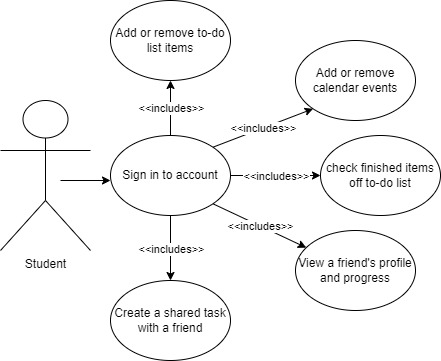 Add or remove to-do
list items
<<includes>>
Add or remove
calendar events
<<includes>>
Sign in to account
<<includes>>
check finished items
off to-do list
<<includes>>
View a friend's profile
and progress
<<includes>>
Create a shared task
with a friend
Student